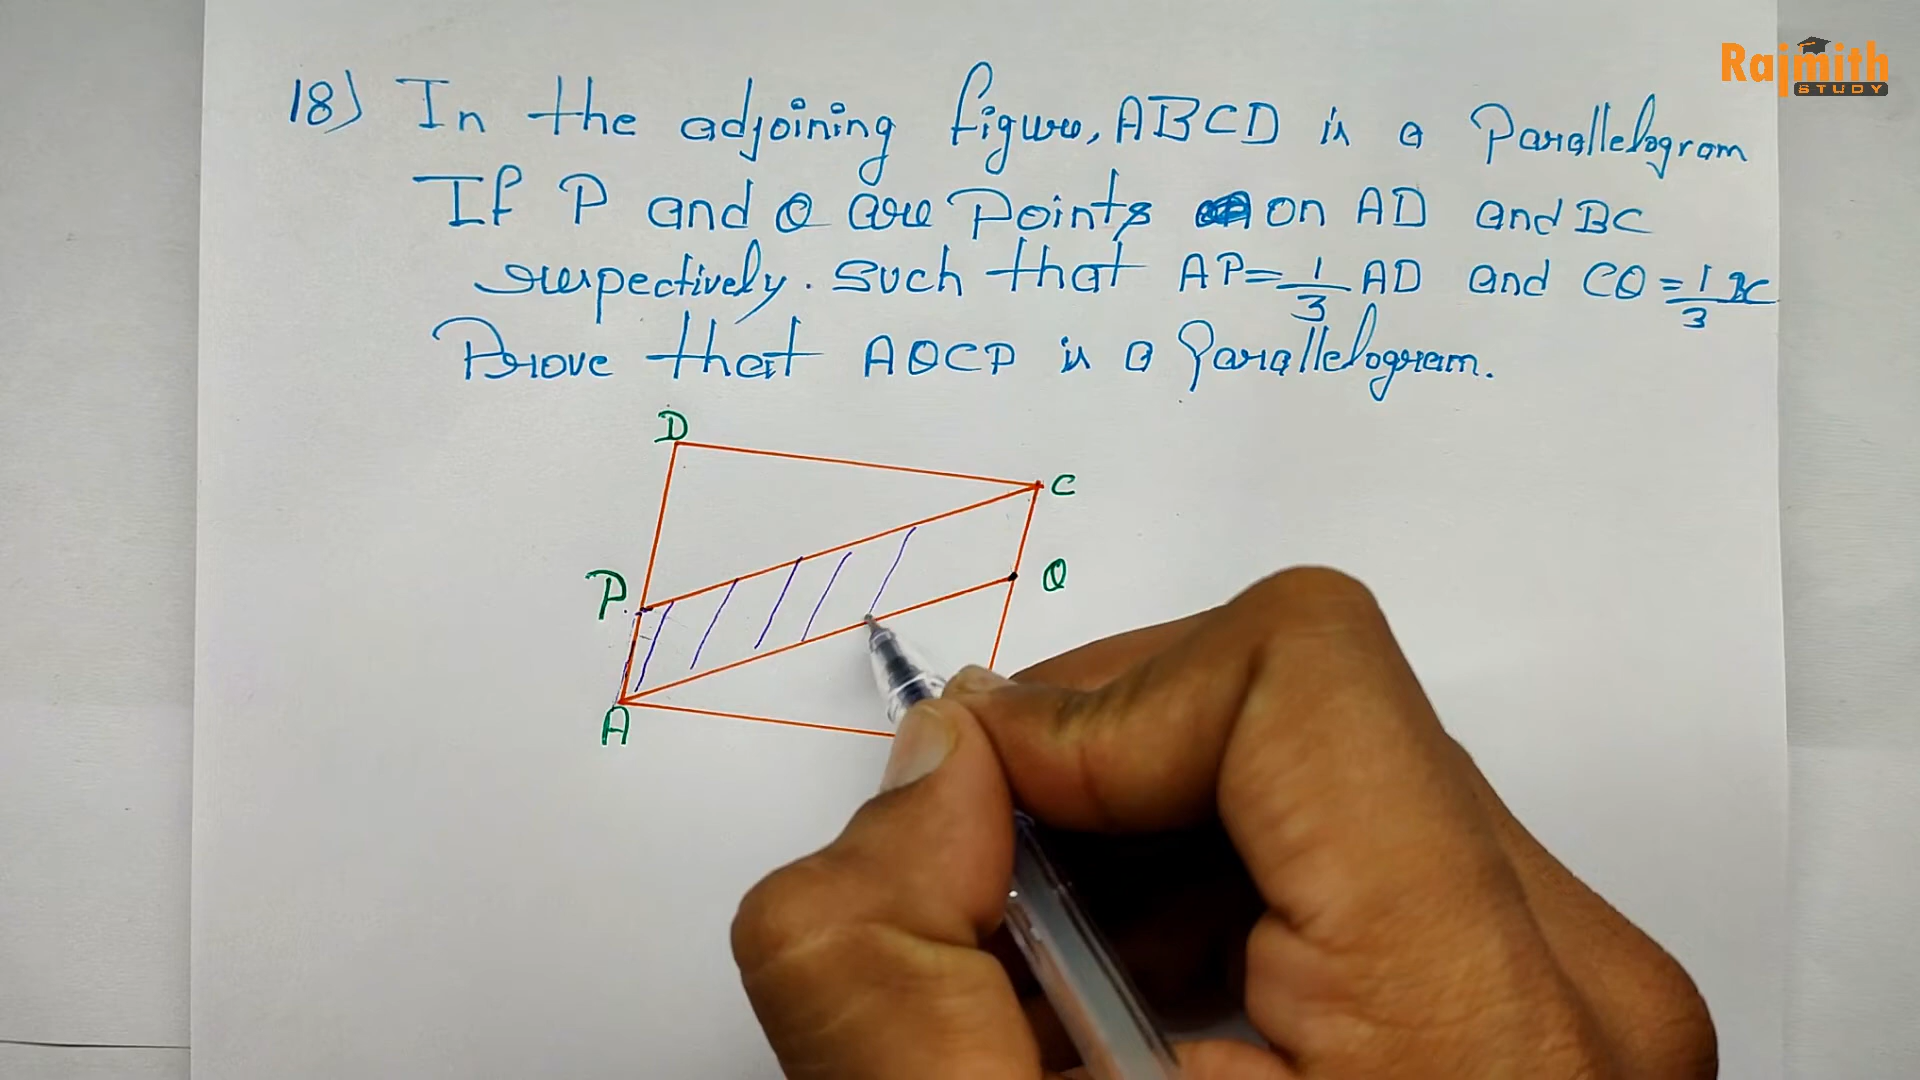 Rajmith
STUDY
18) In the adjoining figure, ABCD is a Parallelogram
If P and Q are Points on AD and BC
respectively. Such that AP = 1/3 AD and CQ = 1/3 BC
Prove that AQCP is a Parallelogram.
D
C
P
Q
A